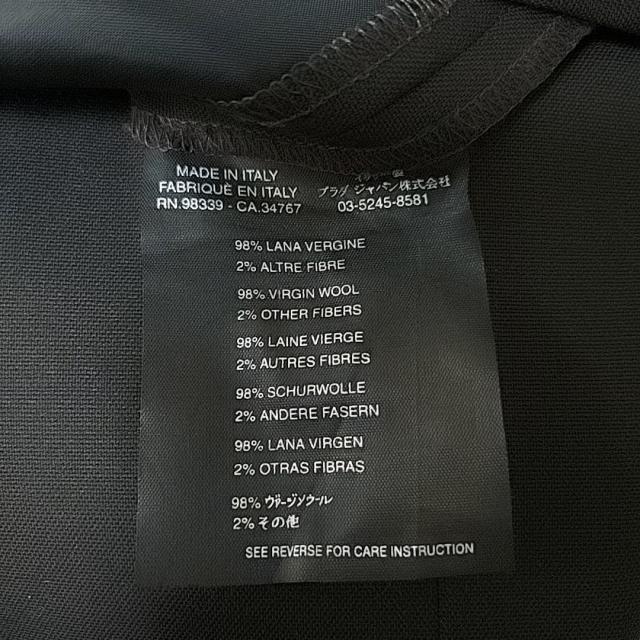 MADE IN ITALY
FABRIQUÉ EN ITALY
RN.98339 - CA.34767
イタリー製
プラダ ジャパン株式会社
03-5245-8581
98% LANA VERGINE
2% ALTRE FIBRE
98% VIRGIN WOOL
2% OTHER FIBERS
98% LAINE VIERGE
2% AUTRES FIBRES
98% SCHURWOLLE
2% ANDERE FASERN
98% LANA VIRGEN
2% OTRAS FIBRAS
98% ヴァージンウール
2% その他
SEE REVERSE FOR CARE INSTRUCTION